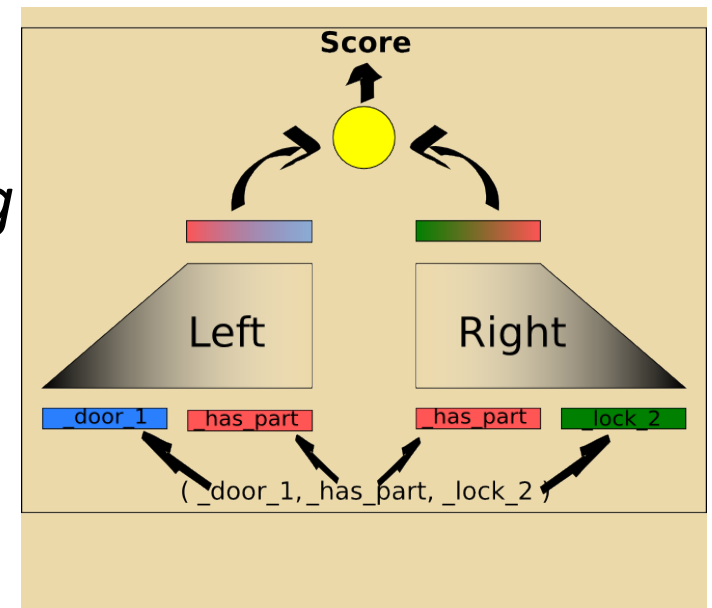 Score
g
Left Right
_door_1 _has_part _has_part _lock_2
( _door_1, _has_part, _lock_2 )